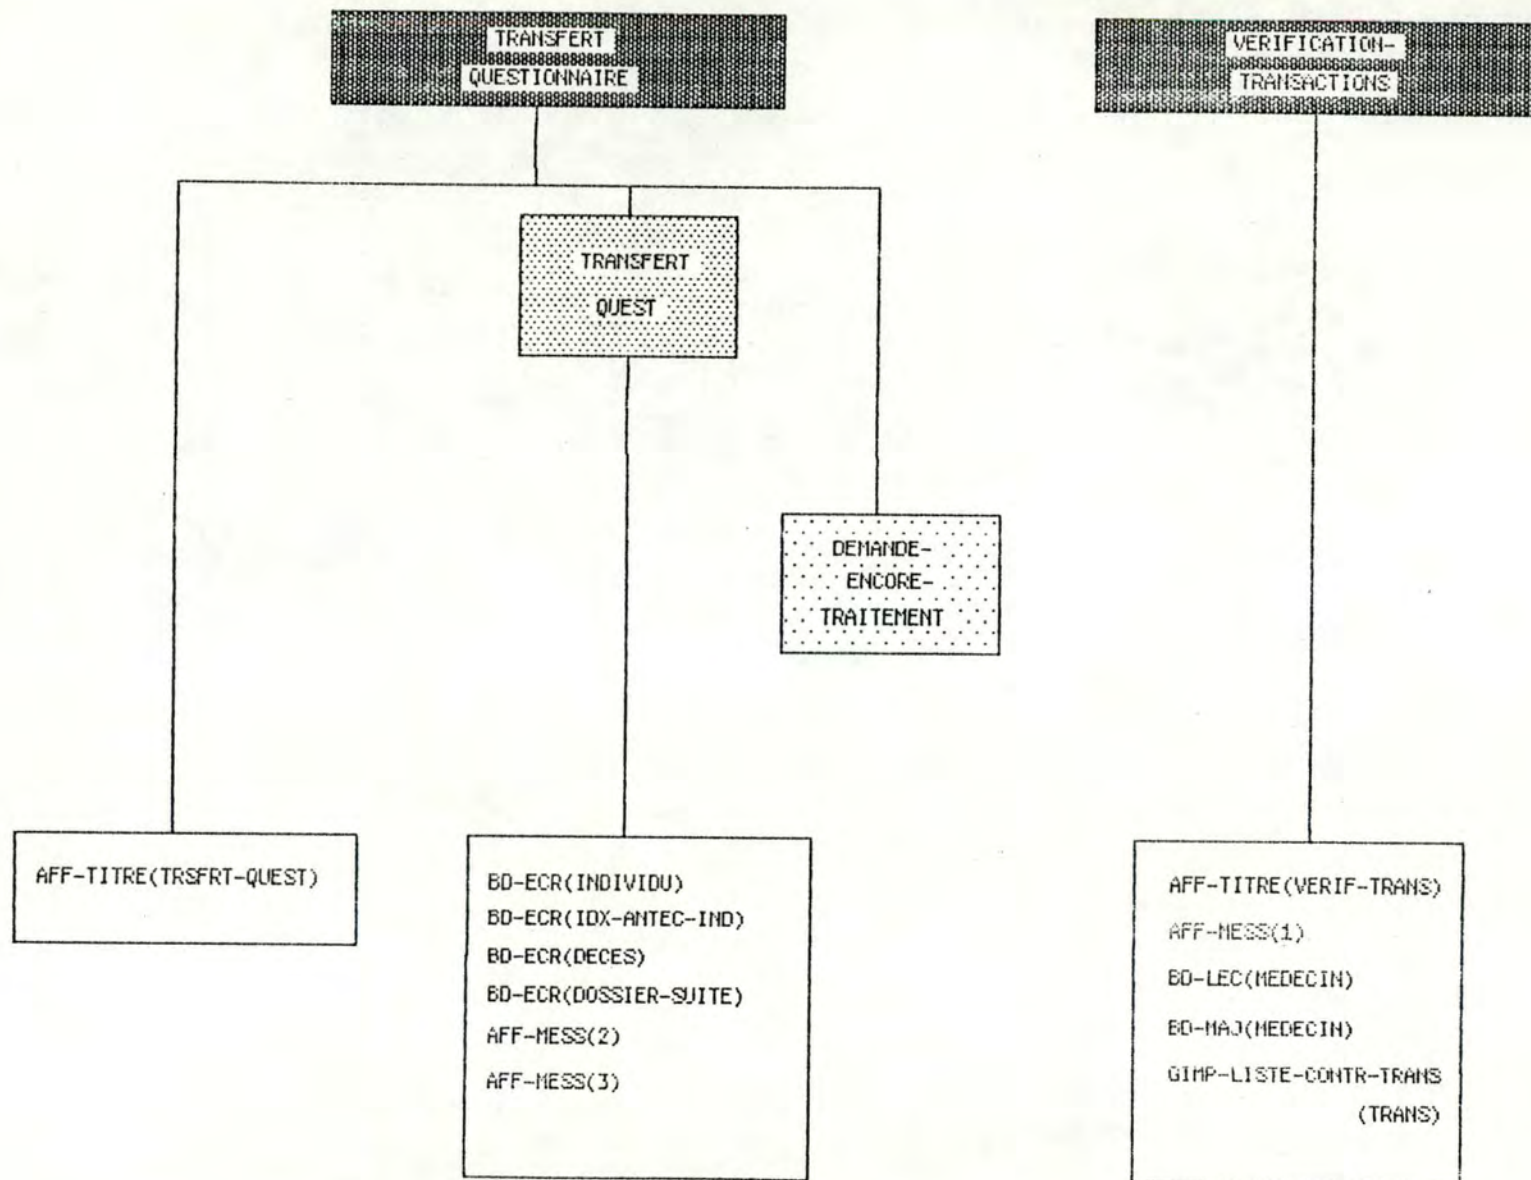 TRANSFERT
QUESTIONNAIRE
TRANSFERT
QUEST
DEMANDE-
ENCORE-
TRAITEMENT
AFF-TITRE(TRSFRT-QUEST)
BD-ECR(INDIVIDU)
BD-ECR(IDX-ANTEC-IND)
BD-ECR(DECES)
BD-ECR(DOSSIER-SUITE)
AFF-MESS(2)
AFF-MESS(3)
VERIFICATION-
TRANSACTIONS
AFF-TITRE(VERIF-TRANS)
AFF-MESS(1)
BD-LEC(MEDECIN)
BD-MAJ(MEDECIN)
GIMP-LISTE-CONTR-TRANS
(TRANS)